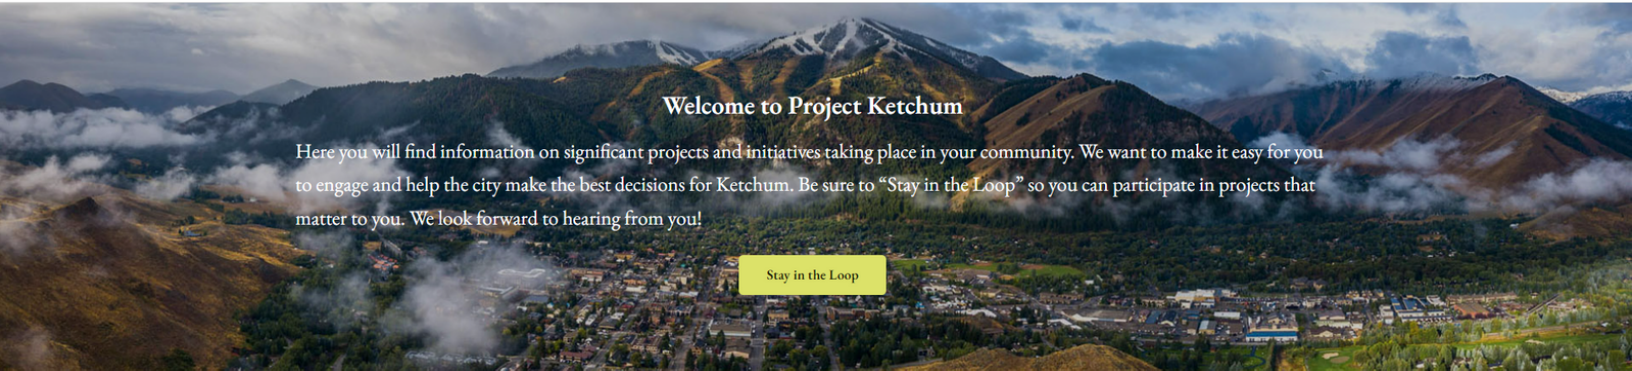 Welcome to Project Ketchum
Here you will find information on significant projects and initiatives taking place in your community. We want to make it easy for you
to engage and help the city make the best decisions for Ketchum. Be sure to “Stay in the Loop” so you can participate in projects that
matter to you. We look forward to hearing from you!
Stay in the Loop